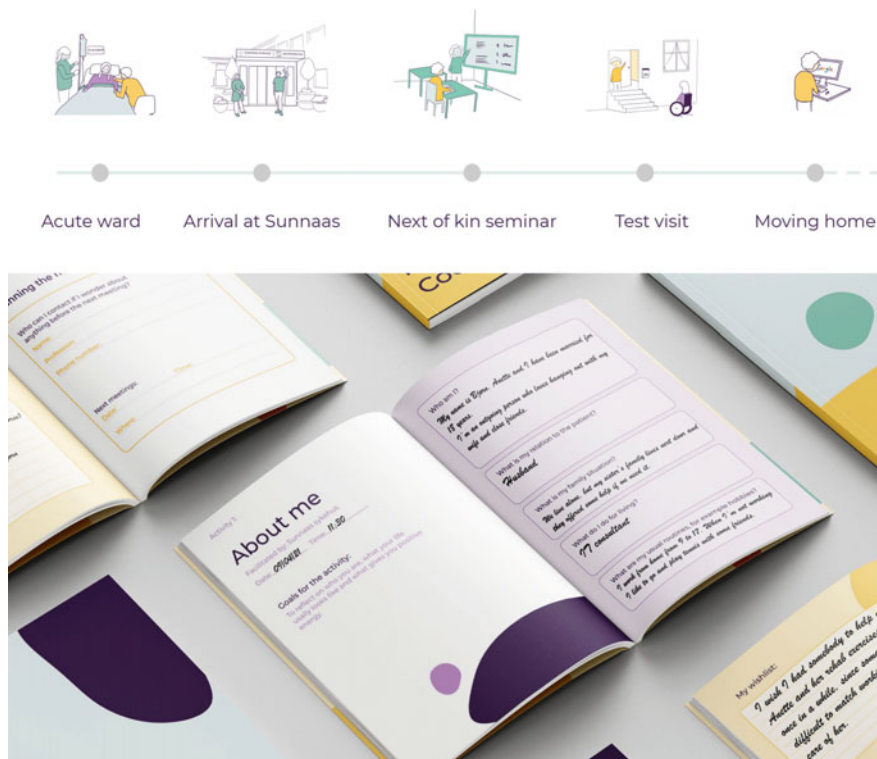 Acute ward
Arrival at Sunnaas
Next of kin seminar
Test visit
Moving home
Who can I contact if I wonder about
anything before the next meeting?
Name:
profession:
phone number:
Next meetings:
Date: Time:
Where:
Activity 1:
About me
Facilitated by: Sunnaas sykehus
Date: 09/04/21 Time: 11.30
Goals for the activity:
To reflect on who you are, what your life
usually looks like and what gives you positive
energy.
Who am I?
My name is Bjørn. Anette and I have been married for
18 years.
I'm an outgoing person who loves hanging out with my
wife and close friends.
What is my relation to the patient?
Husband
What is my family situation?
We live alone, but my sister's family lives next door and
they offered some help if we need it.
What do I do for living?
IT consultant
What are my usual routines, for example hobbies?
I work from home from 9 to 17. When I'm not working
I like to go and play tennis with some friends.
My wishlist:
I wish I had somebody to help
Anette and her rehab exercise
once in a while, since
difficult to match
care of her.